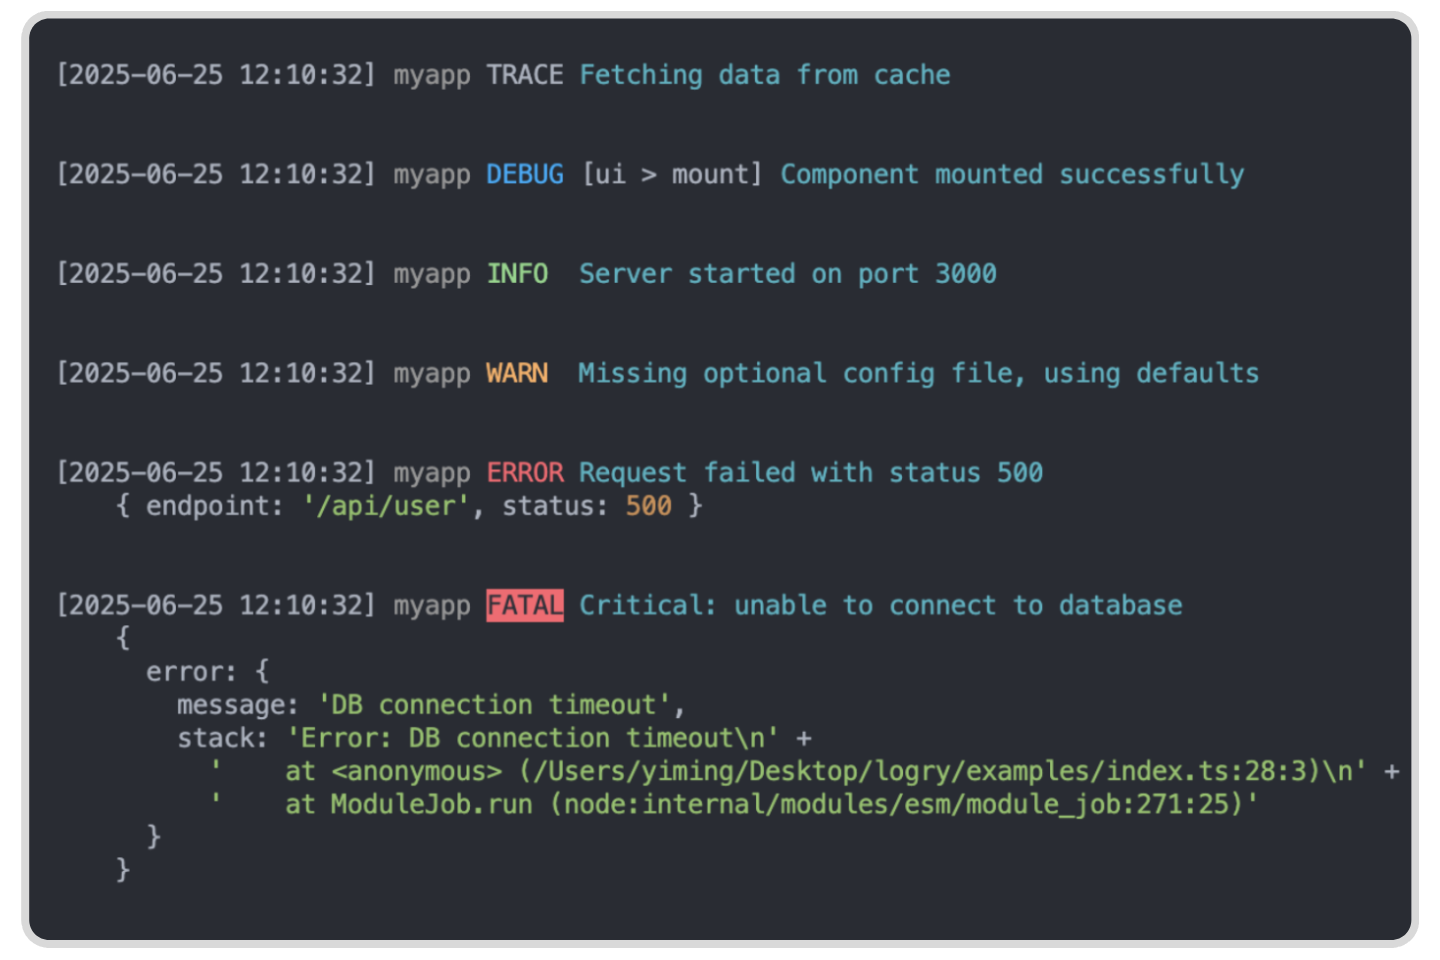 [2025-06-25 12:10:32] myapp TRACE Fetching data from cache
[2025-06-25 12:10:32] myapp DEBUG [ui > mount] Component mounted successfully
[2025-06-25 12:10:32] myapp INFO  Server started on port 3000
[2025-06-25 12:10:32] myapp WARN  Missing optional config file, using defaults
[2025-06-25 12:10:32] myapp ERROR Request failed with status 500
    { endpoint: '/api/user', status: 500 }
[2025-06-25 12:10:32] myapp FATAL Critical: unable to connect to database
    {
      error: {
        message: 'DB connection timeout',
        stack: 'Error: DB connection timeout\n' +
          '    at <anonymous> (/Users/yiming/Desktop/logry/examples/index.ts:28:3)\n' +
          '    at ModuleJob.run (node:internal/modules/esm/module_job:271:25)'
      }
    }